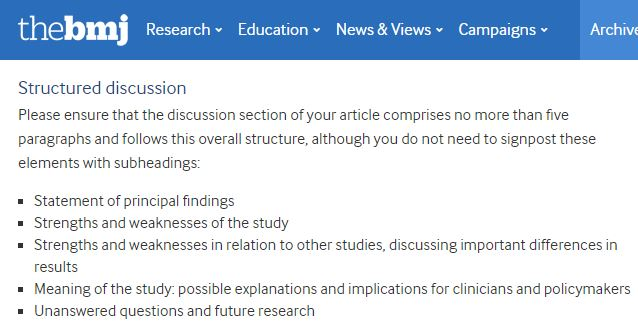 thebmj Research Education News & Views Campaigns Archive
Structured discussion
Please ensure that the discussion section of your article comprises no more than five
paragraphs and follows this overall structure, although you do not need to signpost these
elements with subheadings:
Statement of principal findings
Strengths and weaknesses of the study
Strengths and weaknesses in relation to other studies, discussing important differences in
results
Meaning of the study: possible explanations and implications for clinicians and policymakers
Unanswered questions and future research